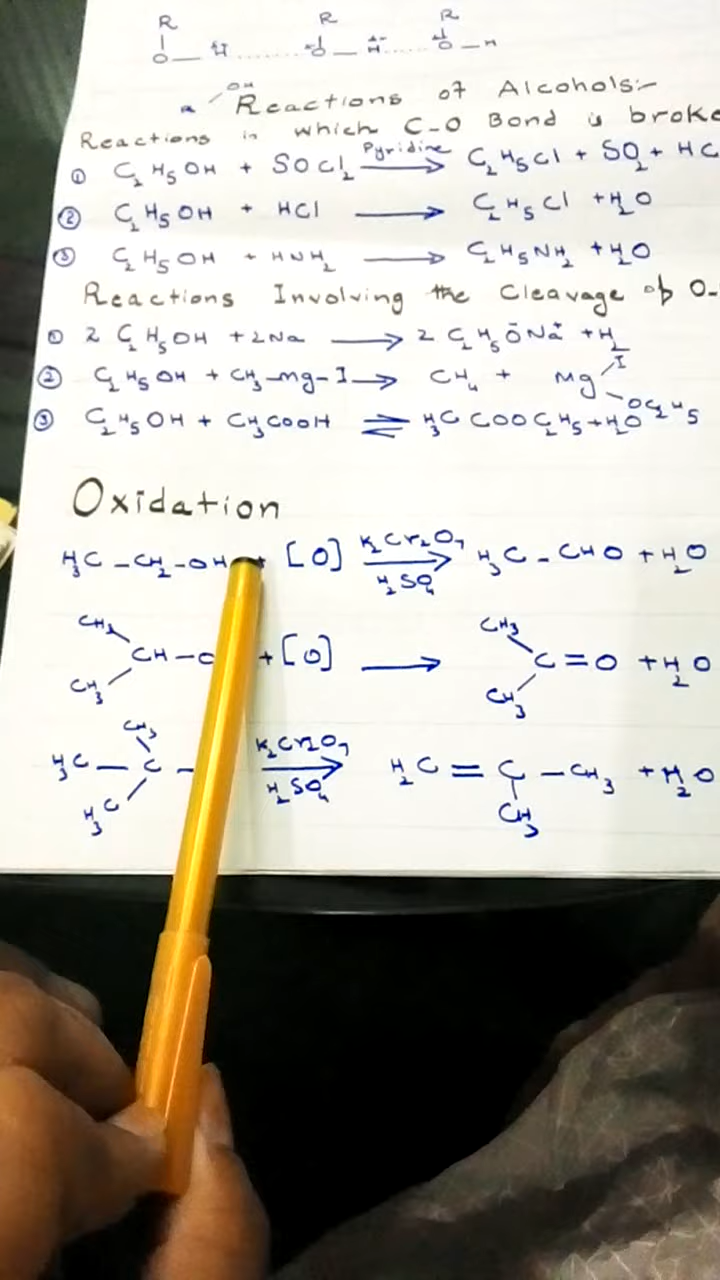 R R R
O — H ........ O — H ...... O — H
OH
Reactions of Alcohols:-
Reactions in which C-O Bond is broke
① C₂H₅OH + SOCl₂ Pyridine → C₂H₅Cl + SO₂ + HC
② C₂H₅OH + HCl → C₂H₅Cl + H₂O
③ C₂H₅OH + HNH₂ → C₂H₅NH₂ + H₂O
Reactions Involving the Cleavage of O-
① 2 C₂H₅OH + 2Na → 2 C₂H₅ŌNa⁺ + H₂
② C₂H₅OH + CH₃-mg-I → CH₄ + Mg I OC₂H₅
③ C₂H₅OH + CH₃COOH ⇌ H₃C COOC₂H₅ + H₂O
Oxidation
H₃C - CH₂-OH + [O] K₂Cr₂O₇ → H₂SO₄ H₃C - CHO + H₂O
CH₃ CH₃
CH - O + [O] → C = O + H₂O
CH₃ CH₃
CH₃
H₃C — C - K₂Cr₂O₇ → H₂SO₄ H₂C = C - CH₃ + H₂O
H₃C CH₃